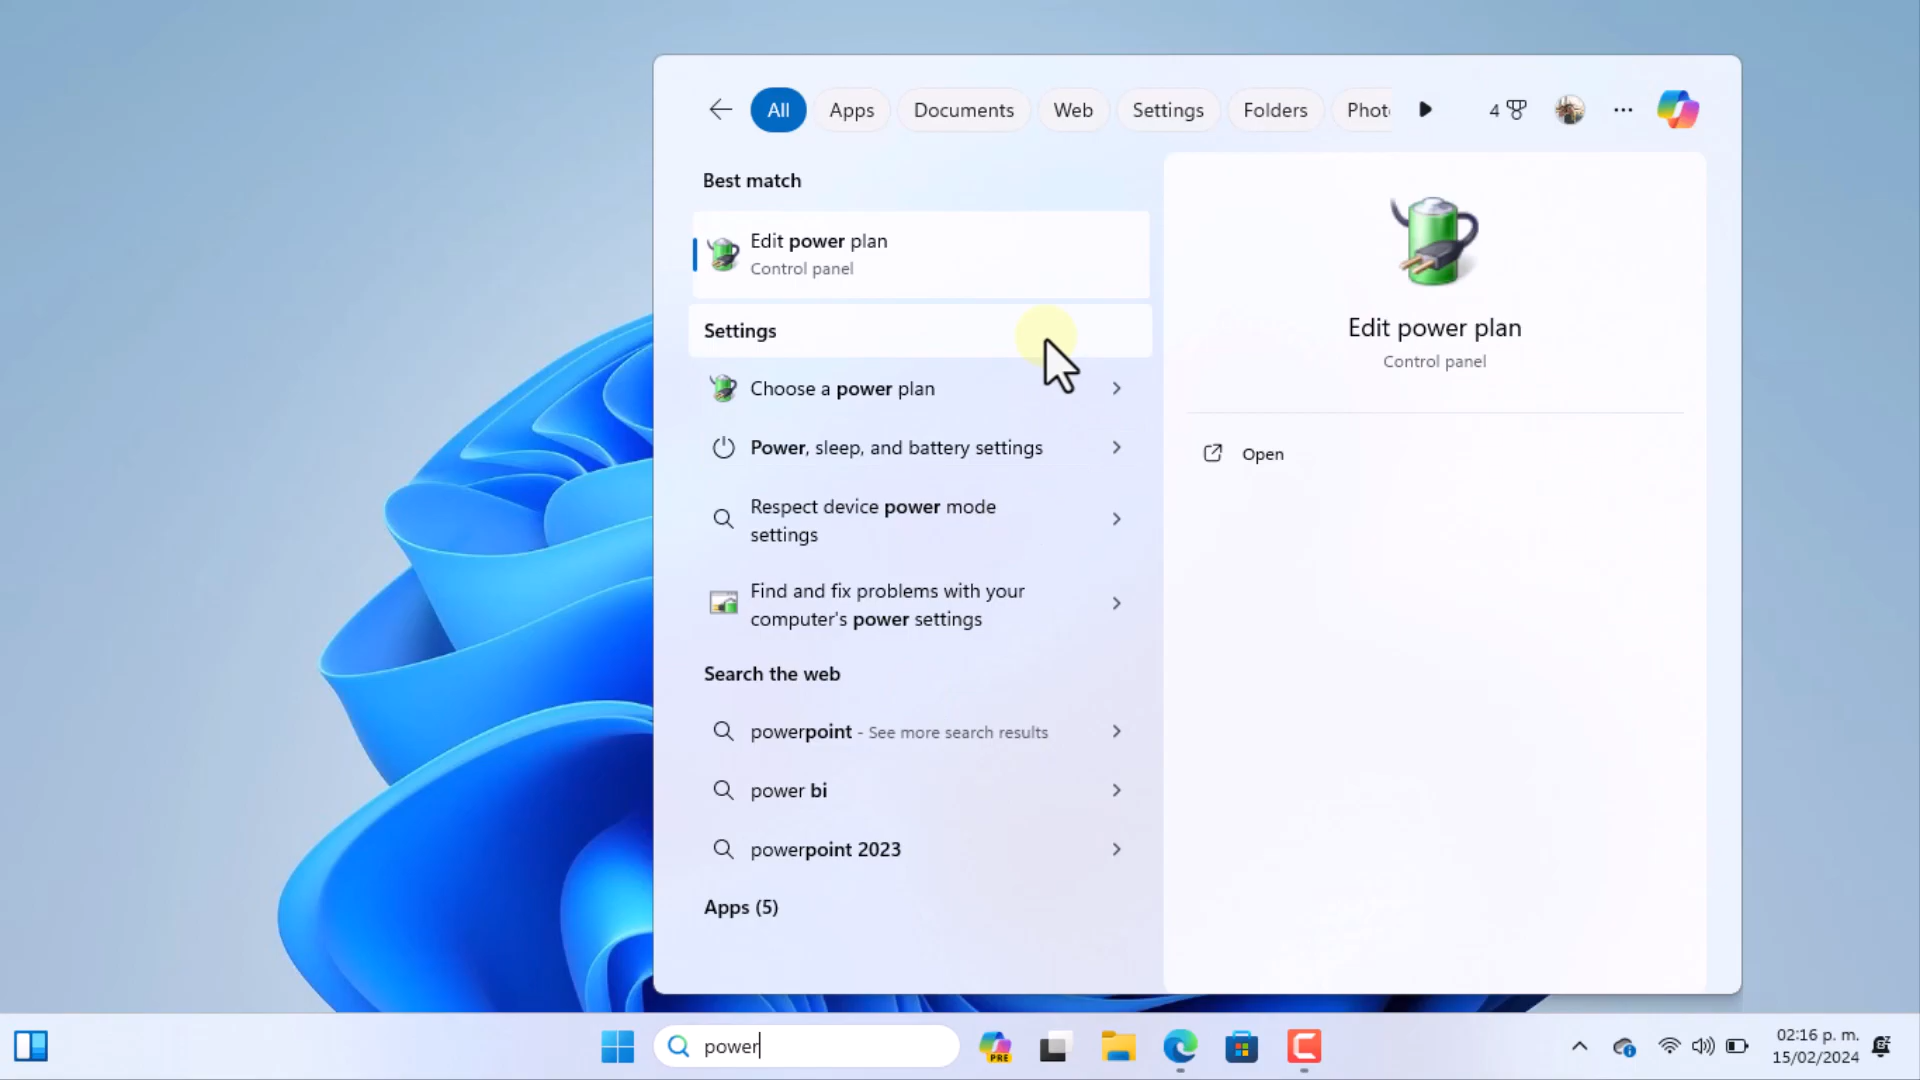 All
Apps
Documents
Web
Settings
Folders
Phot
4
Best match
Edit power plan
Control panel
Settings
Choose a power plan
Power, sleep, and battery settings
Respect device power mode
settings
Find and fix problems with your
computer's power settings
Search the web
powerpoint - See more search results
power bi
powerpoint 2023
Apps (5)
Edit power plan
Control panel
Open
power
PRE
02:16 p. m.
15/02/2024